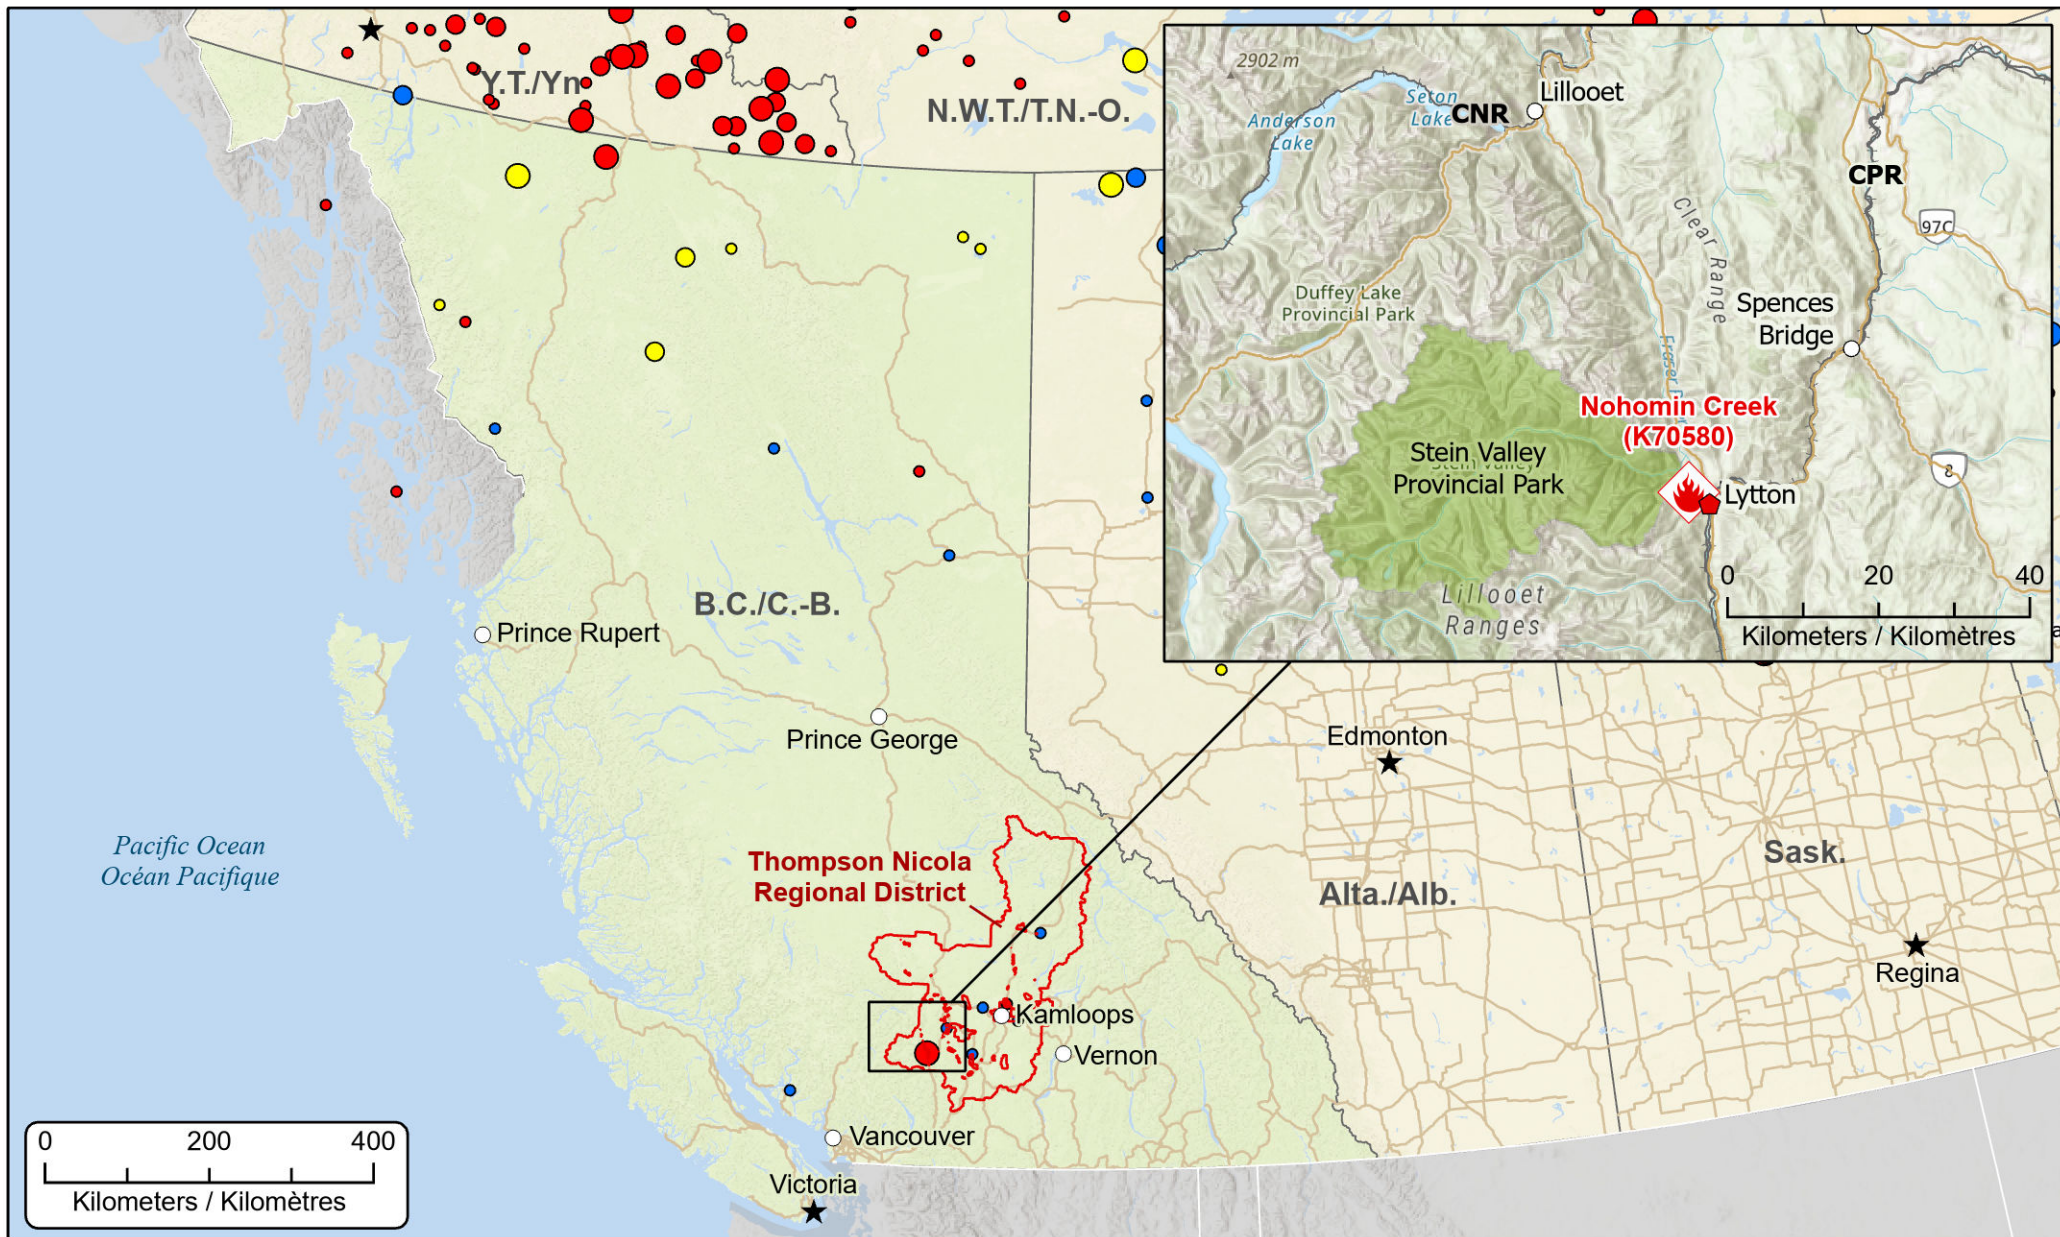 Y.T./Yn
N.W.T./T.N.-O.
2902 m
Seton
Lake
CNR
Lillooet
Anderson
Lake
CPR
97C
Clear Range
Duffey Lake
Provincial Park
Spences
Bridge
Fraser
Nohomin Creek
(K70580)
Stein Valley
Stein Valley
Provincial Park
8
Lytton
Lillooet
Ranges
0 20 40
Kilometers / Kilomètres
B.C./C.-B.
Prince Rupert
Prince George
Edmonton
Pacific Ocean
Océan Pacifique
Thompson Nicola
Regional District
Sask.
Alta./Alb.
Regina
Kamloops
Vernon
Vancouver
Victoria
0 200 400
Kilometers / Kilomètres